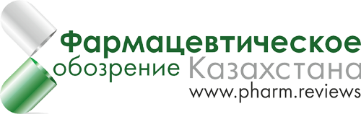 Фармацевтическое
обозрение Казахстана
www.pharm.reviews